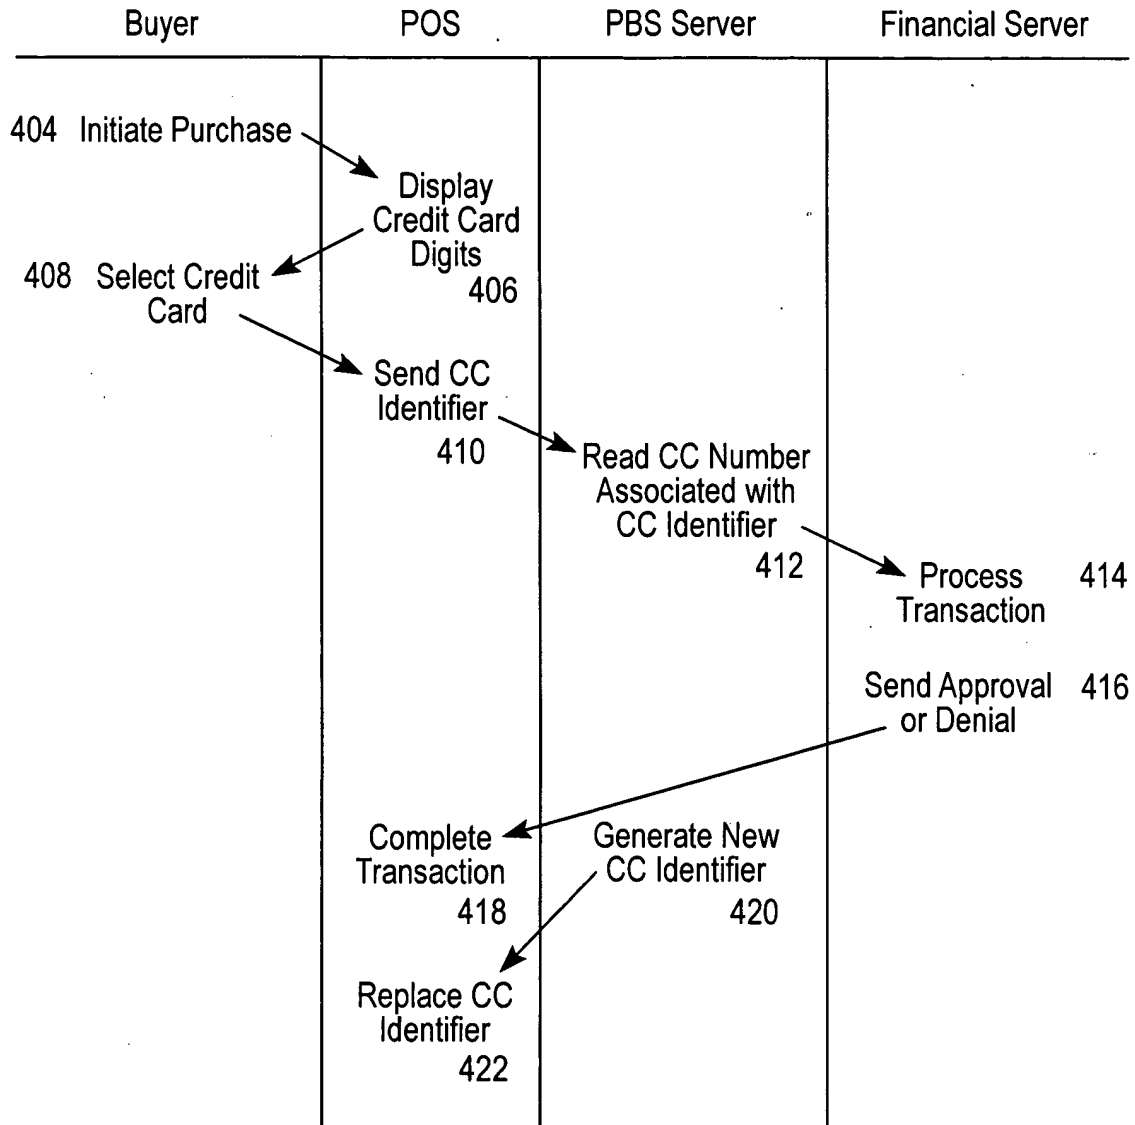 Buyer POS PBS Server Financial Server
404 Initiate Purchase
Display
Credit Card
Digits
406
408 Select Credit
Card
Send CC
Identifier
410
Read CC Number
Associated with
CC Identifier
412
Process 414
Transaction
Send Approval 416
or Denial
Complete
Transaction
418
Generate New
CC Identifier
420
Replace CC
Identifier
422